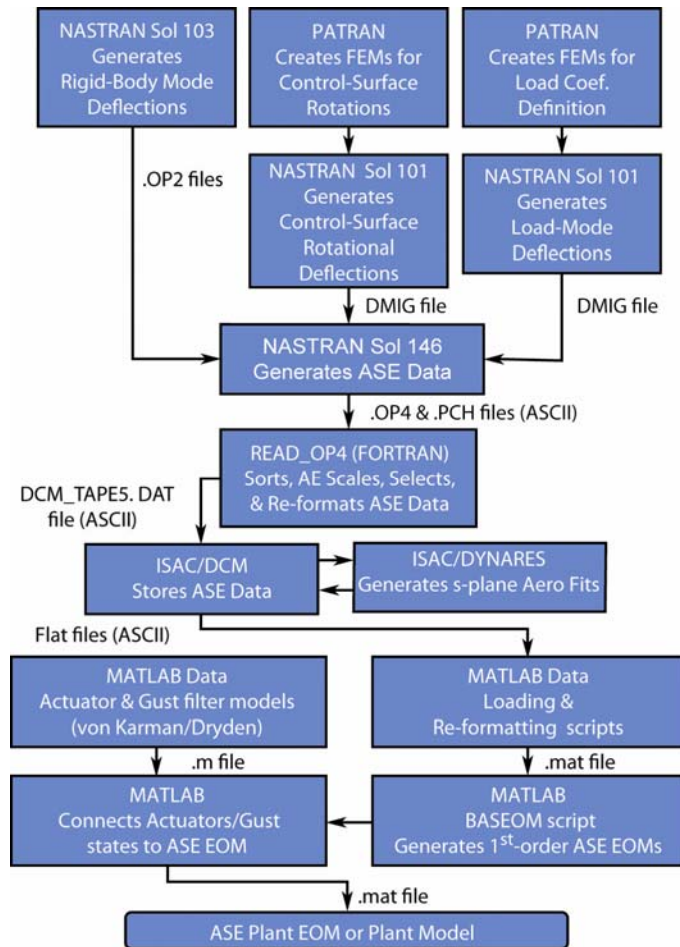 NASTRAN Sol 103
Generates
Rigid-Body Mode
Deflections
PATRAN
Creates FEMs for
Control-Surface
Rotations
PATRAN
Creates FEMs for
Load Coef.
Definition
.OP2 files
NASTRAN Sol 101
Generates
Control-Surface
Rotational
Deflections
NASTRAN Sol 101
Generates
Load-Mode
Deflections
DMIG file
DMIG file
NASTRAN Sol 146
Generates ASE Data
.OP4 & .PCH files (ASCII)
READ_OP4 (FORTRAN)
Sorts, AE Scales, Selects,
& Re-formats ASE Data
DCM_TAPE5. DAT
file (ASCII)
ISAC/DCM
Stores ASE Data
ISAC/DYNARES
Generates s-plane Aero Fits
Flat files (ASCII)
MATLAB Data
Actuator & Gust filter models
(von Karman/Dryden)
MATLAB Data
Loading &
Re-formatting scripts
.m file
.mat file
MATLAB
Connects Actuators/Gust
states to ASE EOM
MATLAB
BASEOM script
Generates 1st-order ASE EOMs
.mat file
ASE Plant EOM or Plant Model